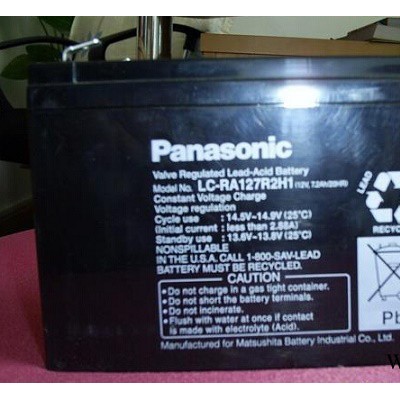 Panasonic
Valve Regulated Lead-Acid Battery
Model No. LC-RA127R2H1 (12V, 7.2Ah/20HR)
Constant Voltage Charge
Voltage regulation
Cycle use : 14.5V~14.9V (25°C)
(Initial current : less than 2.88A)
Standby use : 13.6V~13.8V (25°C)
NONSPILLABLE
IN THE U.S.A. CALL 1-800-SAV-LEAD
BATTERY MUST BE RECYCLED.
CAUTION
•Do not charge in a gas tight container.
•Do not short the battery terminals.
•Do not incinerate.
•Flush with water at once if contact
is made with electrolyte (Acid).
Manufactured for Matsushita Battery Industrial Co., Ltd.
LEAD
Pb